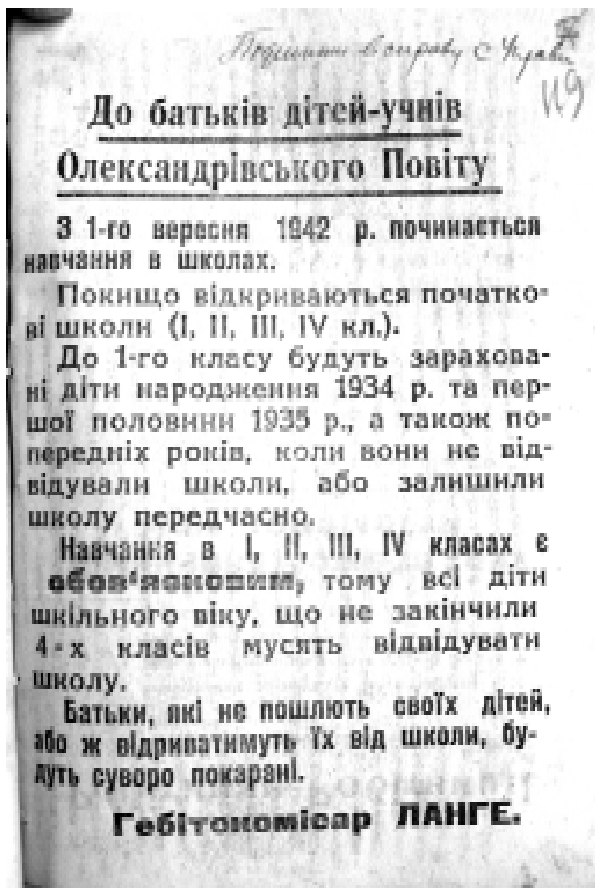 119
До батьків дітей-учнів
Олександрівського Повіту
З 1-го вересня 1942 р. починається
навчання в школах.
Покищо відкриваються початко-
ві школи (І, ІІ, ІІІ, IV кл.).
До 1-го класу будуть зарахова-
ні діти народження 1934 р. та пер-
шої половини 1935 р., а також по-
передніх років, коли вони не від-
відували школи, або залишили
школу передчасно.
Навчання в І, ІІ, ІІІ, IV класах є
обов'язковим, тому всі діти
шкільного віку, що не закінчили
4-х класів мусять відвідувати
школу.
Батьки, які не пошлють своїх дітей,
або ж відриватимуть їх від школи, бу-
дуть суворо покарані.
Гебітскомісар ЛАНГЕ.